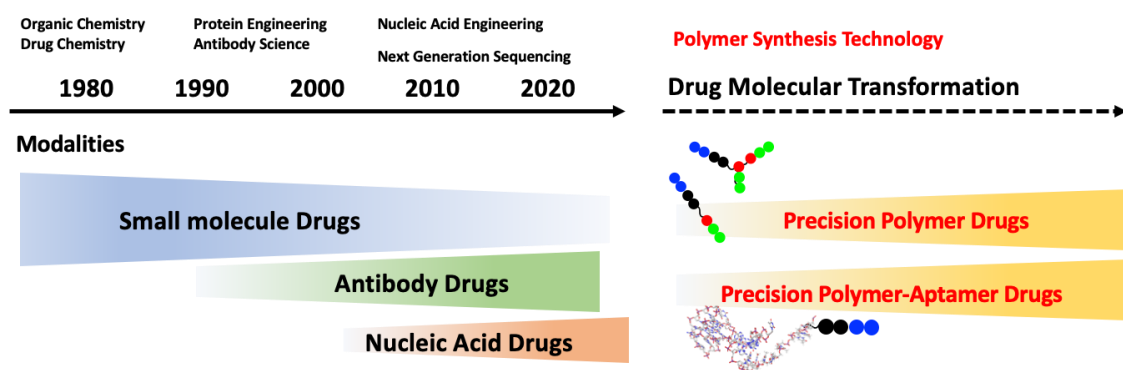 Organic Chemistry
Drug Chemistry
Protein Engineering
Antibody Science
Nucleic Acid Engineering
Next Generation Sequencing
1980 1990 2000 2010 2020
Modalities
Small molecule Drugs
Antibody Drugs
Nucleic Acid Drugs
Polymer Synthesis Technology
Drug Molecular Transformation
Precision Polymer Drugs
Precision Polymer-Aptamer Drugs